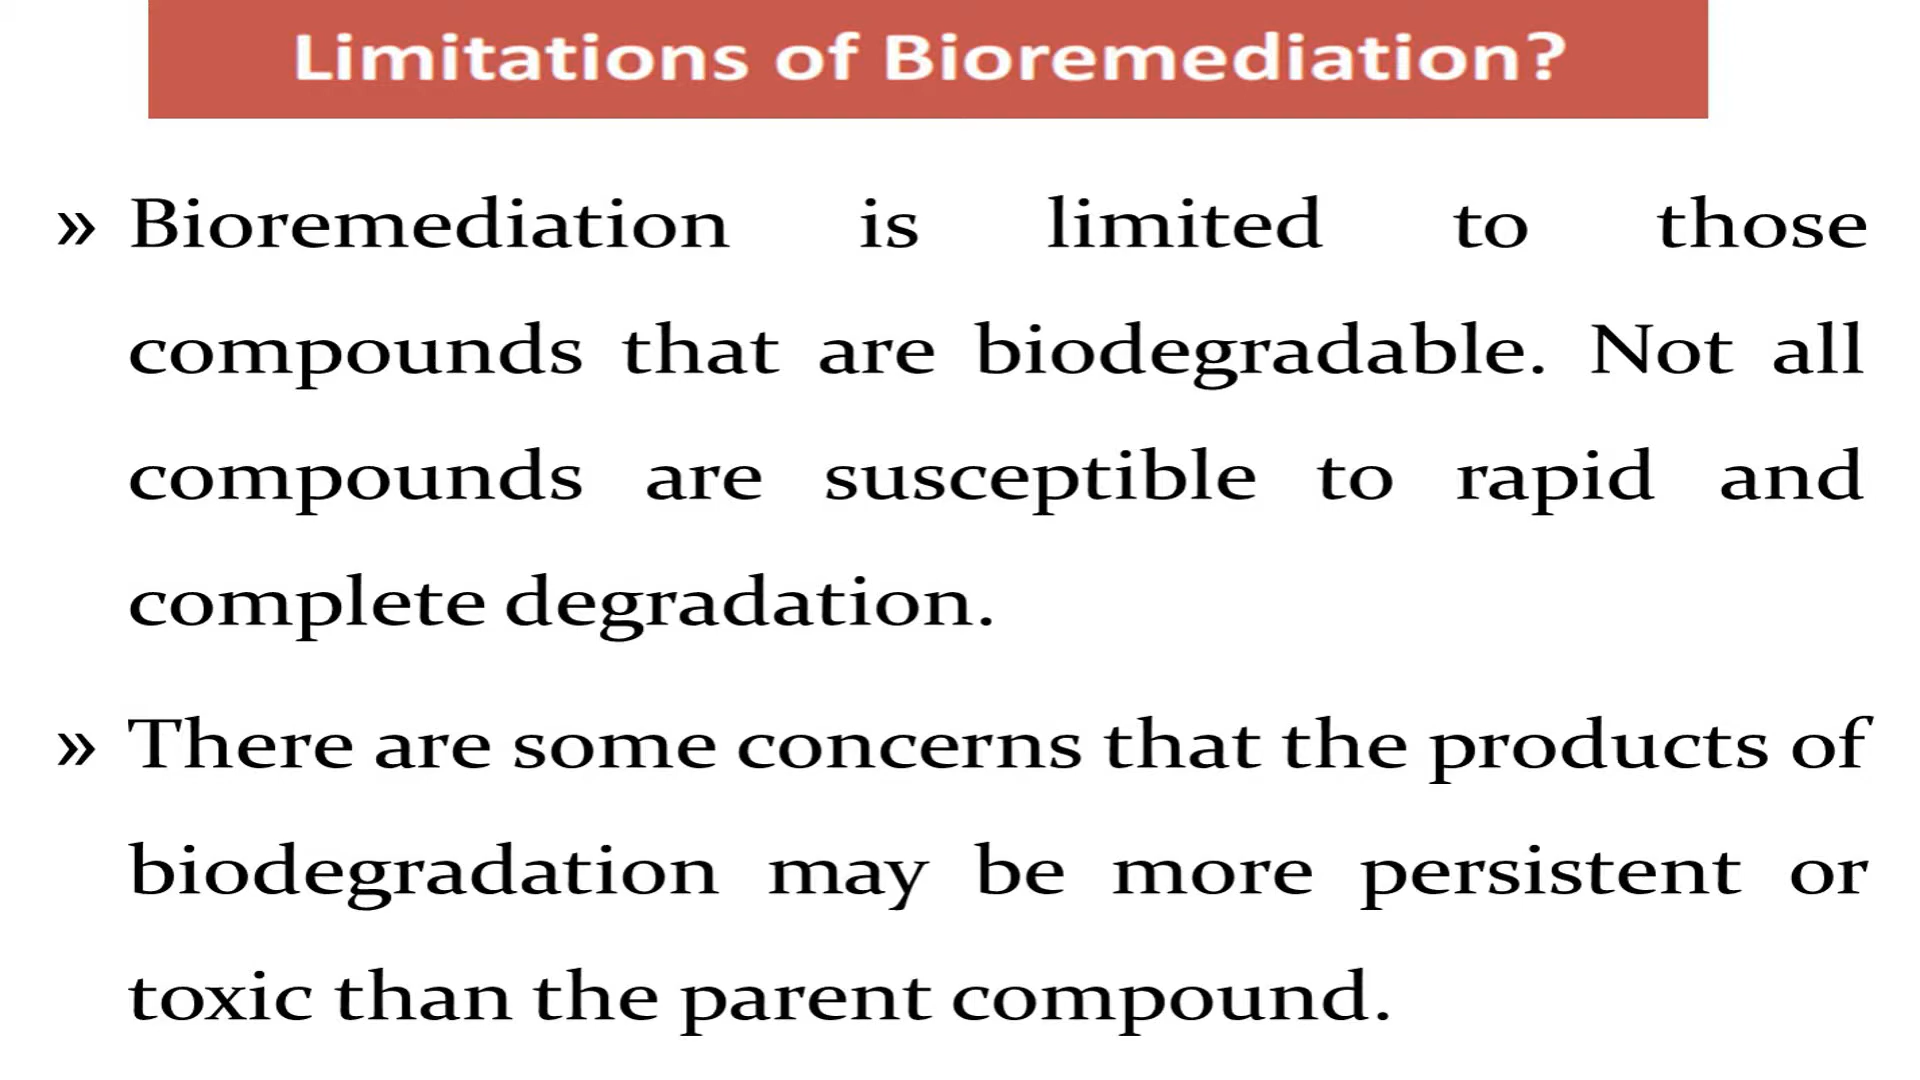 Limitations of Bioremediation?
» Bioremediation is limited to those
compounds that are biodegradable. Not all
compounds are susceptible to rapid and
complete degradation.
» There are some concerns that the products of
biodegradation may be more persistent or
toxic than the parent compound.